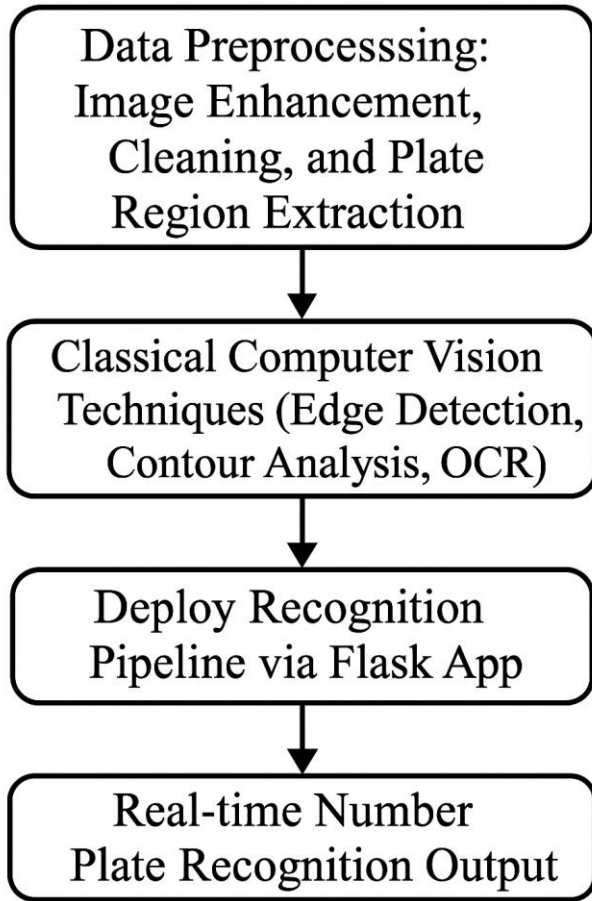 Data Preprocesssing:
Image Enhancement,
Cleaning, and Plate
Region Extraction
Classical Computer Vision
Techniques (Edge Detection,
Contour Analysis, OCR)
Deploy Recognition
Pipeline via Flask App
Real-time Number
Plate Recognition Output